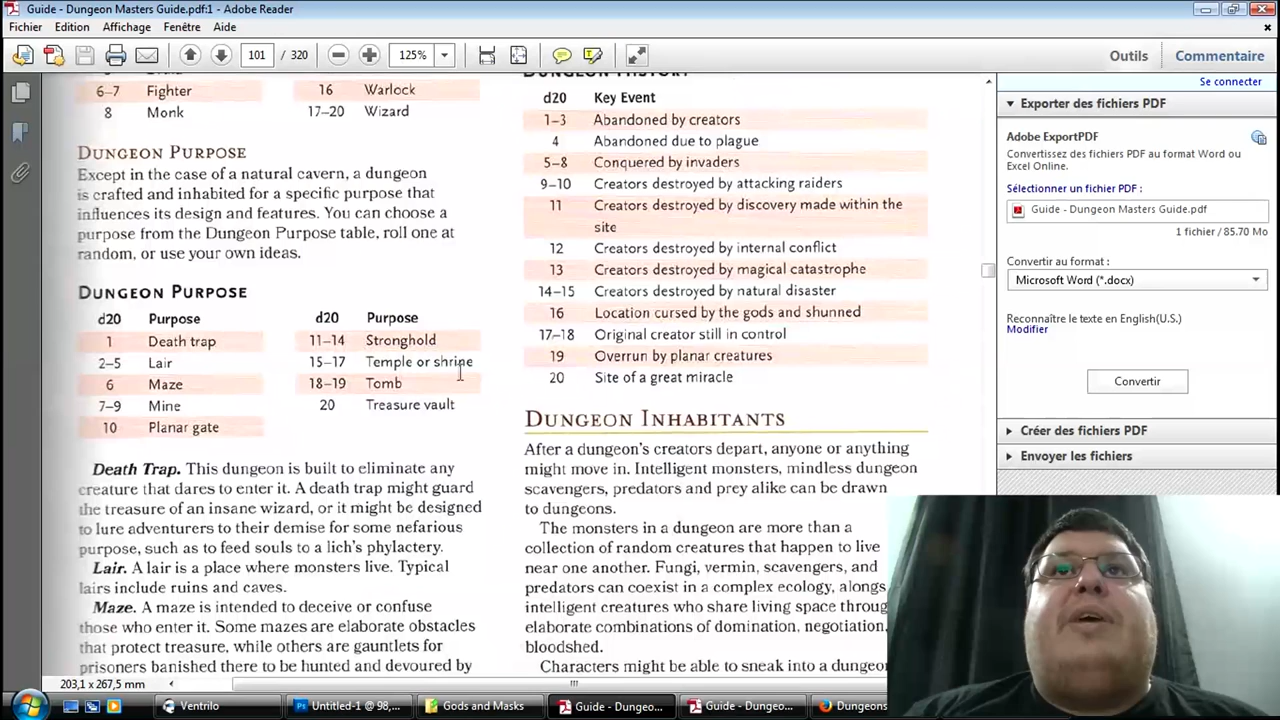 Guide - Dungeon Masters Guide.pdf:1 - Adobe Reader
Fichier Edition Affichage Fenêtre Aide
101 / 320 125% Outils Commentaire
6–7 Fighter
8 Monk
16 Warlock
17–20 Wizard
DUNGEON PURPOSE
Except in the case of a natural cavern, a dungeon
is crafted and inhabited for a specific purpose that
influences its design and features. You can choose a
purpose from the Dungeon Purpose table, roll one at
random, or use your own ideas.
DUNGEON PURPOSE
d20 Purpose
1 Death trap
2–5 Lair
6 Maze
7–9 Mine
10 Planar gate
d20 Purpose
11–14 Stronghold
15–17 Temple or shrine
18–19 Tomb
20 Treasure vault
Death Trap. This dungeon is built to eliminate any
creature that dares to enter it. A death trap might guard
the treasure of an insane wizard, or it might be designed
to lure adventurers to their demise for some nefarious
purpose, such as to feed souls to a lich's phylactery.
Lair. A lair is a place where monsters live. Typical
lairs include ruins and caves.
Maze. A maze is intended to deceive or confuse
those who enter it. Some mazes are elaborate obstacles
that protect treasure, while others are gauntlets for
prisoners banished there to be hunted and devoured by
DUNGEON HISTORY
d20 Key Event
1–3 Abandoned by creators
4 Abandoned due to plague
5–8 Conquered by invaders
9–10 Creators destroyed by attacking raiders
11 Creators destroyed by discovery made within the
site
12 Creators destroyed by internal conflict
13 Creators destroyed by magical catastrophe
14–15 Creators destroyed by natural disaster
16 Location cursed by the gods and shunned
17–18 Original creator still in control
19 Overrun by planar creatures
20 Site of a great miracle
DUNGEON INHABITANTS
After a dungeon's creators depart, anyone or anything
might move in. Intelligent monsters, mindless dungeon
scavengers, predators and prey alike can be drawn
to dungeons.
The monsters in a dungeon are more than a
collection of random creatures that happen to live
near one another. Fungi, vermin, scavengers, and
predators can coexist in a complex ecology, alongs
intelligent creatures who share living space throug
elaborate combinations of domination, negotiation,
bloodshed.
Characters might be able to sneak into a dungeon
Se connecter
Exporter des fichiers PDF
Adobe ExportPDF
Convertissez des fichiers PDF au format Word ou
Excel Online.
Sélectionner un fichier PDF :
Guide - Dungeon Masters Guide.pdf
1 fichier / 85.70 Mo
Convertir au format :
Microsoft Word (*.docx)
Reconnaître le texte en English(U.S.)
Modifier
Convertir
Créer des fichiers PDF
Envoyer les fichiers
203,1 x 267,5 mm
Ventrilo Untitled-1 @ 98,... Gods and Masks Guide - Dungeo... Guide - Dungeo... Dungeons